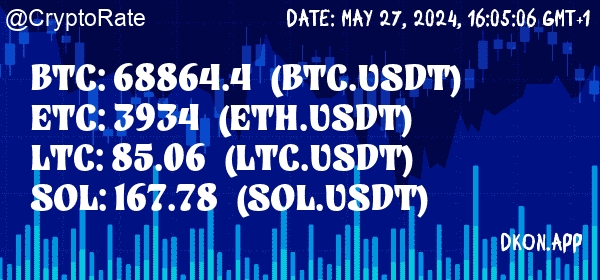 @CryptoRate
DATE: MAY 27, 2024, 16:05:06 GMT+1
BTC: 68864.4 (BTC.USDT)
ETC: 3934 (ETH.USDT)
LTC: 85.06 (LTC.USDT)
SOL: 167.78 (SOL.USDT)
DKON.APP